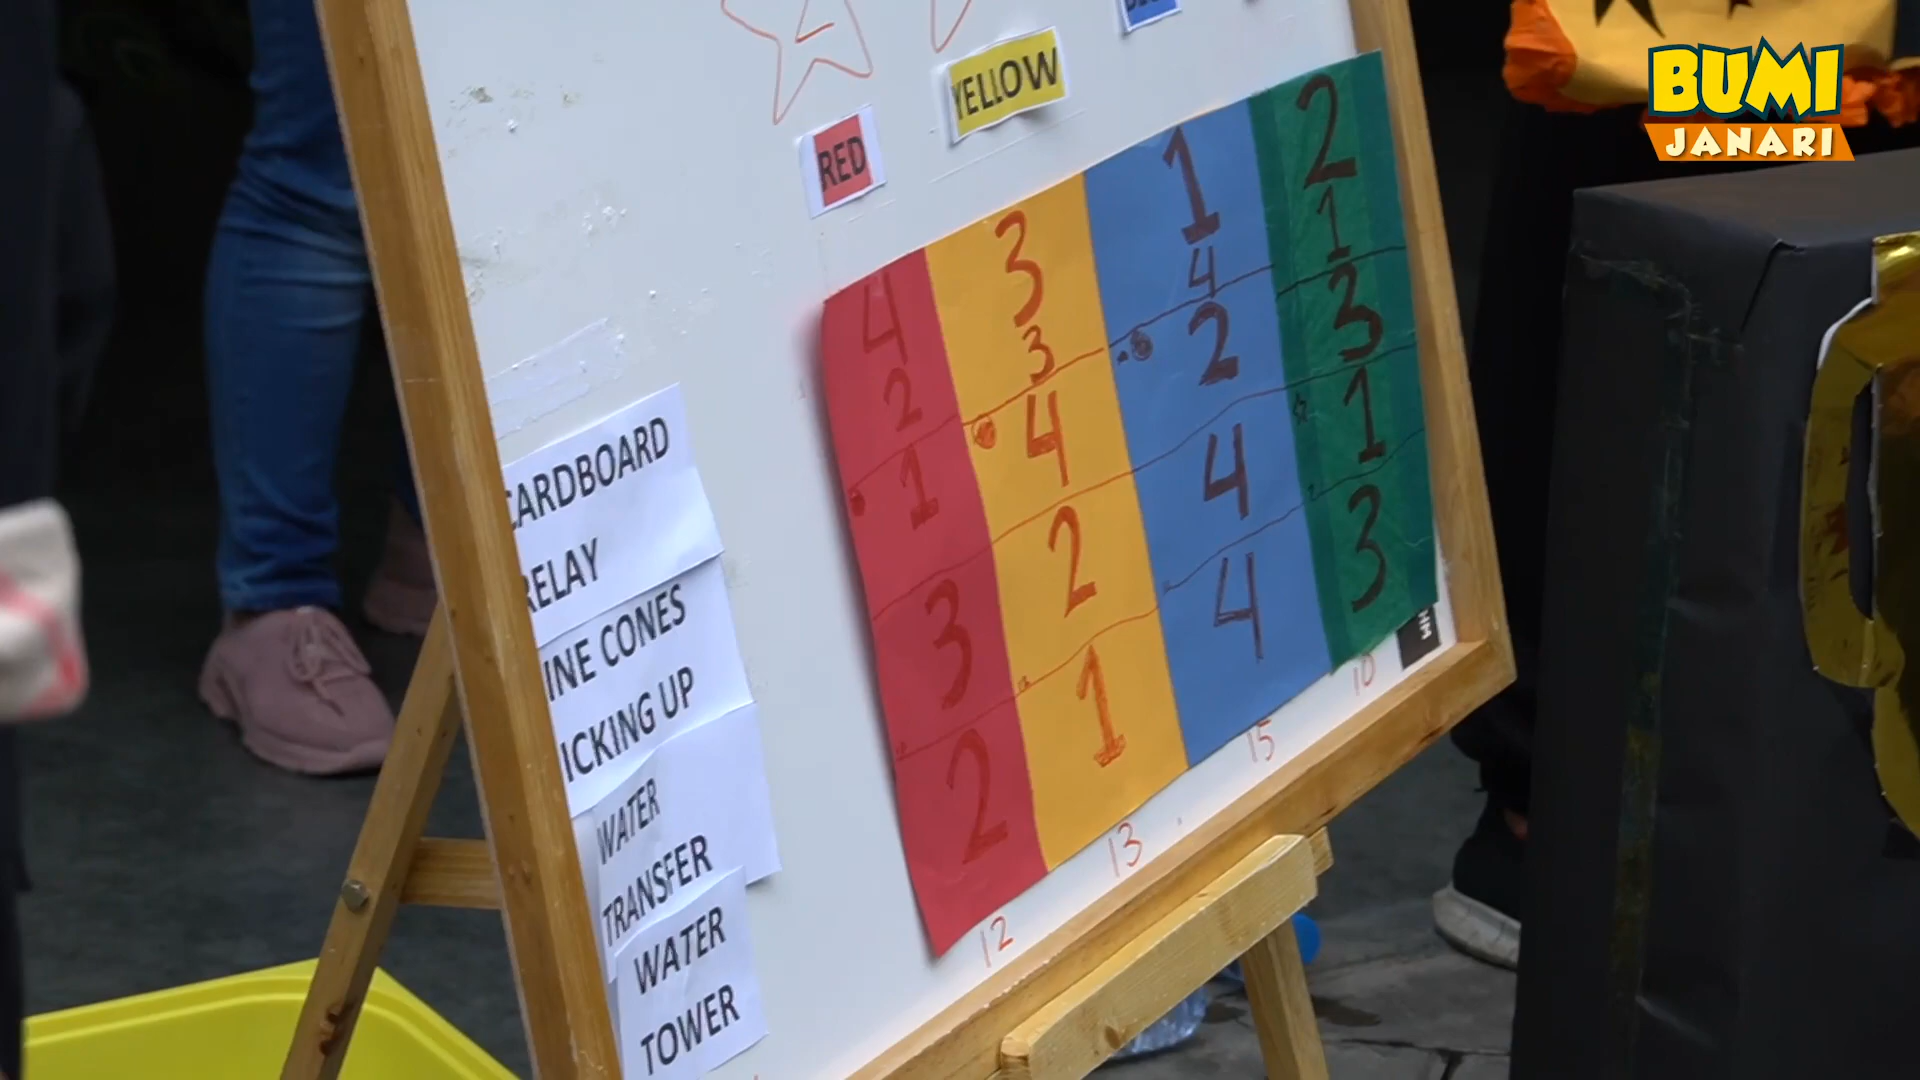 BUMI
JANARI
YELLOW
RED
4 3 1 2
2 3 4 1
1 4 2 3
3 2 4 1
2 1 4 3
12 13 15 10
CARDBOARD
RELAY
INE CONES
ICKING UP
WATER
TRANSFER
WATER
TOWER